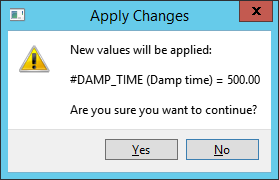 Apply Changes
New values will be applied:
#DAMP_TIME (Damp time) = 500.00
Are you sure you want to continue?
Yes No